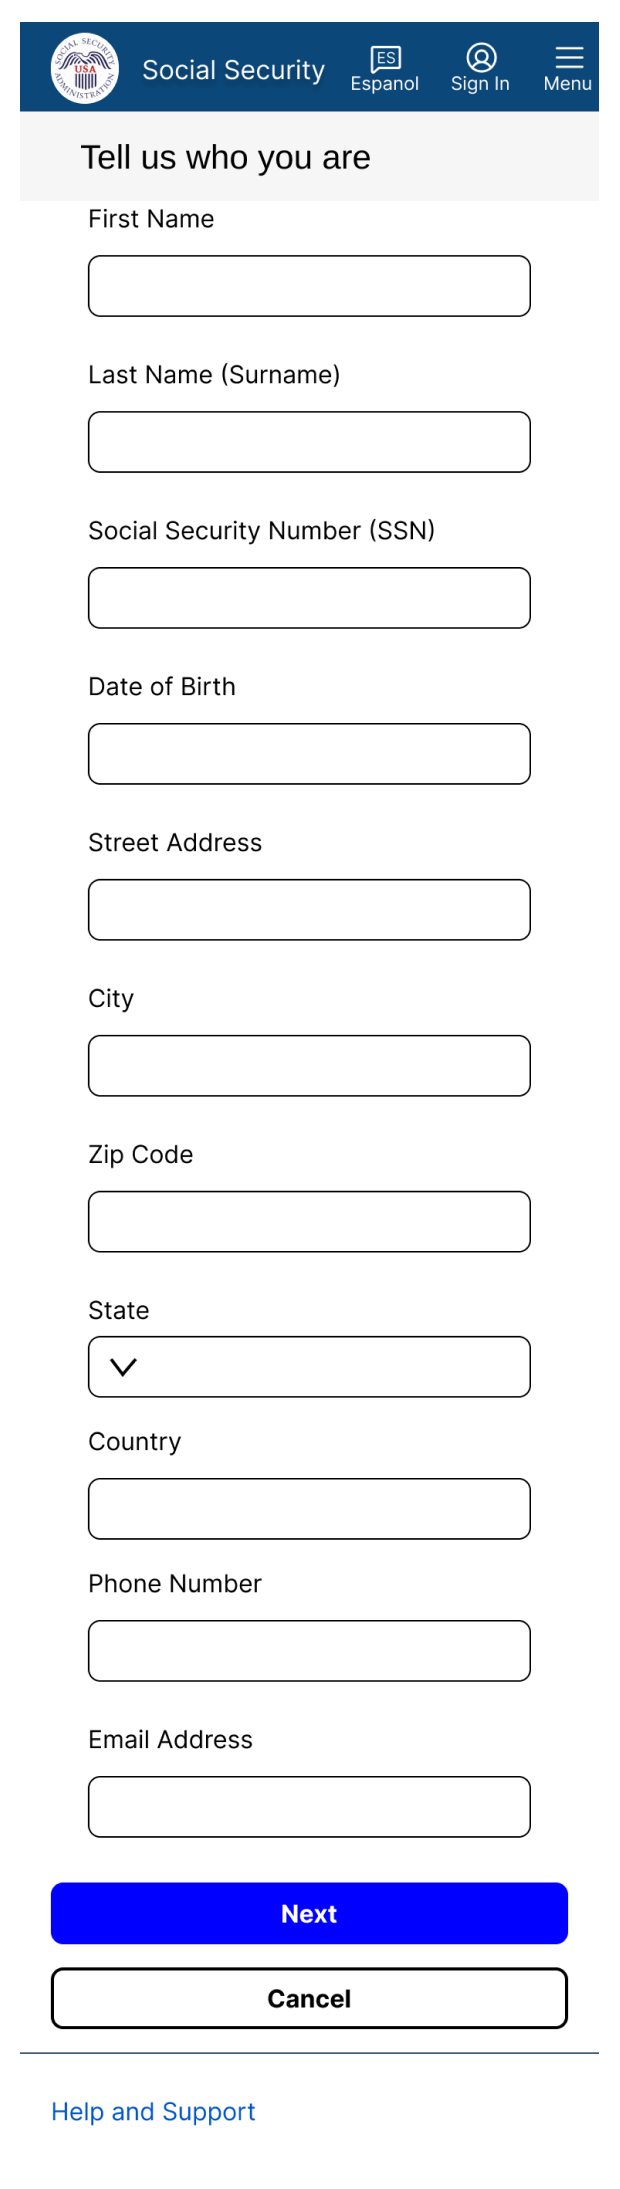 SOCIAL SECURITY ADMINISTRATION
USA
Social Security
ES
Espanol
Sign In
Menu
Tell us who you are
First Name
Last Name (Surname)
Social Security Number (SSN)
Date of Birth
Street Address
City
Zip Code
State
Country
Phone Number
Email Address
Next
Cancel
Help and Support